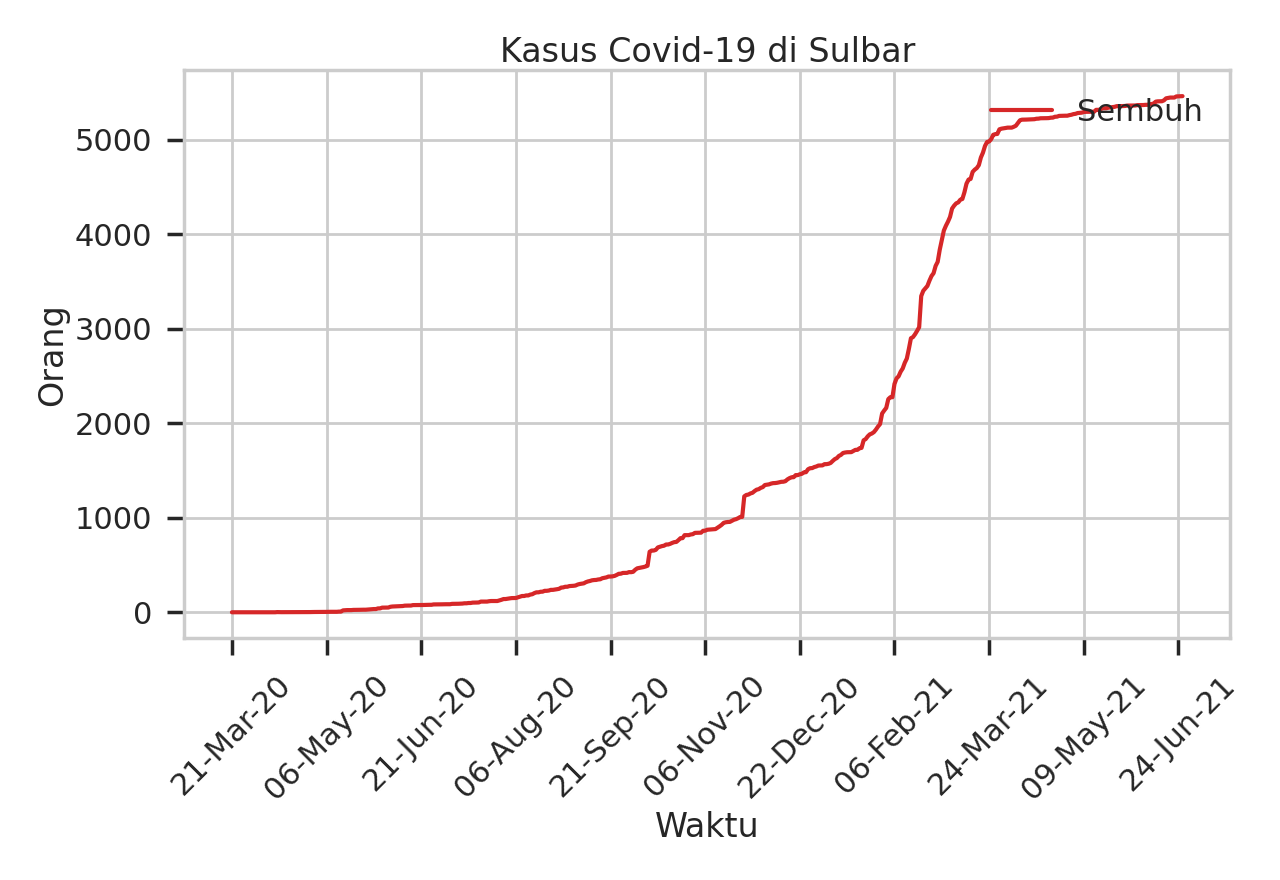 Kasus Covid-19 di Sulbar
Sembuh
5000
4000
3000
2000
1000
0
Orang
21-Mar-20
06-May-20
21-Jun-20
06-Aug-20
21-Sep-20
06-Nov-20
22-Dec-20
06-Feb-21
24-Mar-21
09-May-21
24-Jun-21
Waktu